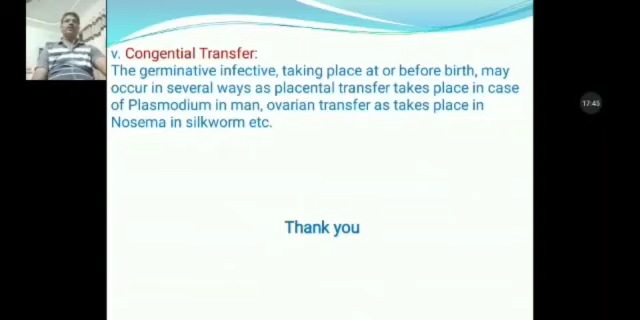 v. Congential Transfer:
The germinative infective, taking place at or before birth, may
occur in several ways as placental transfer takes place in case
of Plasmodium in man, ovarian transfer as takes place in
Nosema in silkworm etc.
17:45
Thank you